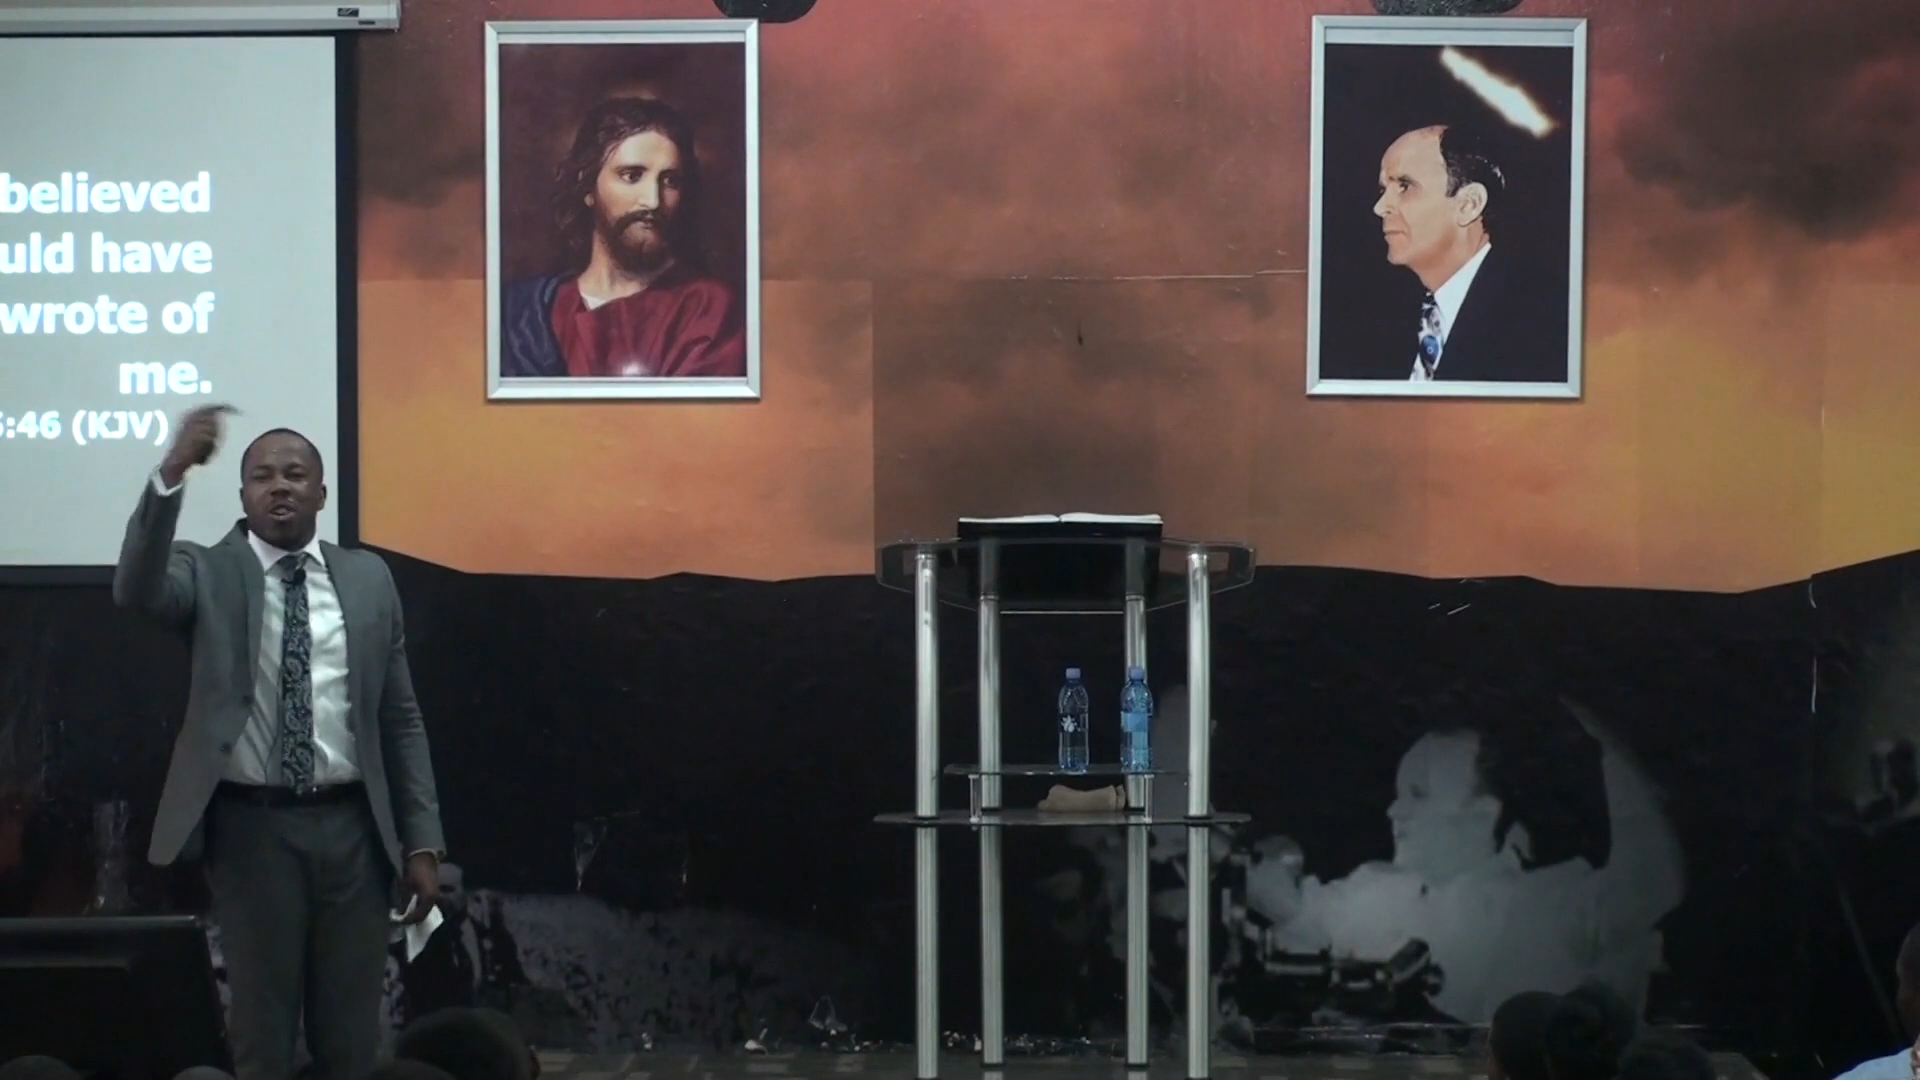 believed
uld have
wrote of
me.
:46 (KJV)